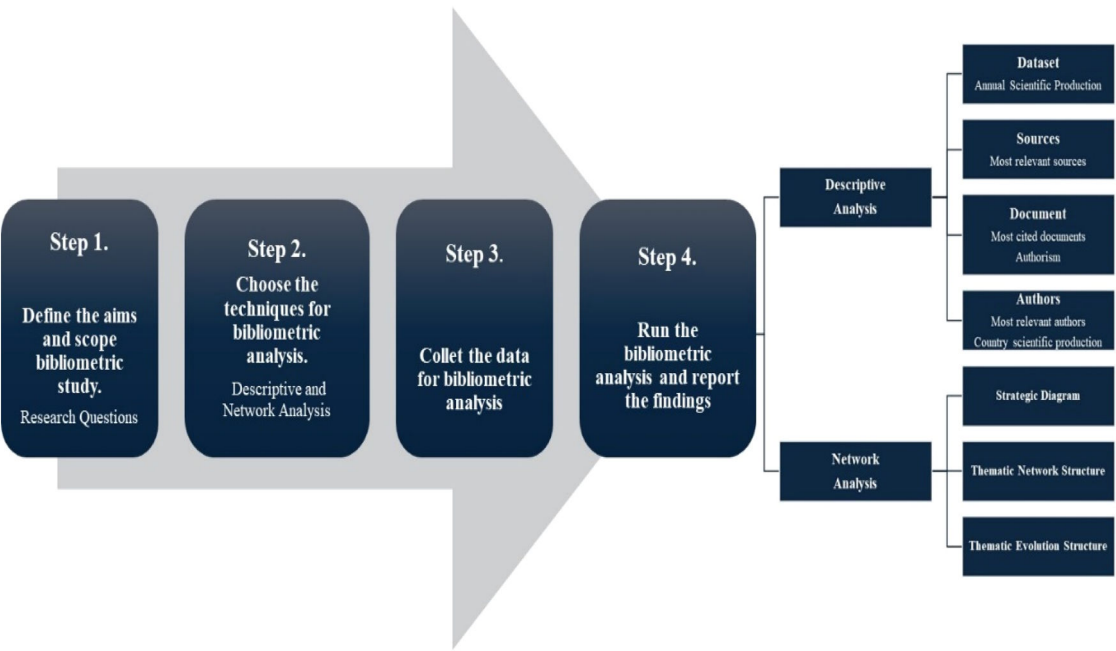 Step 1.
Define the aims
and scope
bibliometric
study.
Research Questions
Step 2.
Choose the
techniques for
bibliometric
analysis.
Descriptive and
Network Analysis
Step 3.
Collet the data
for bibliometric
analysis
Step 4.
Run the
bibliometric
analysis and report
the findings
Descriptive
Analysis
Dataset
Annual Scientific Production
Sources
Most relevant sources
Document
Most cited documents
Authorism
Authors
Most relevant authors
Country scientific production
Network
Analysis
Strategic Diagram
Thematic Network Structure
Thematic Evolution Structure